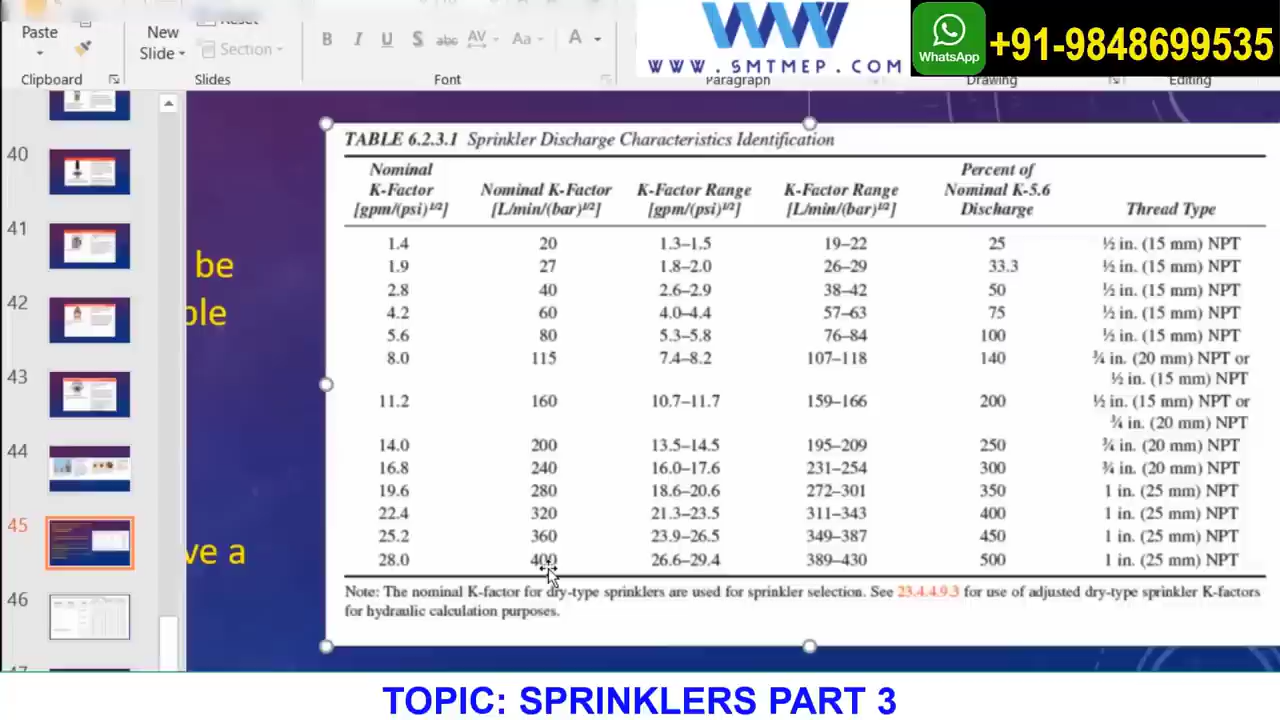 Paste
New
Slide
Reset
Section
B I U S abc AV Aa A
Clipboard
Slides
Font
Paragraph
Drawing
Editing
WWW.SMTMEP.COM
WhatsApp
+91-9848699535
40
41
42
43
44
45
46
be
ve a
TABLE 6.2.3.1 Sprinkler Discharge Characteristics Identification
Nominal K-Factor [gpm/(psi)1/2] Nominal K-Factor [L/min/(bar)1/2] K-Factor Range [gpm/(psi)1/2] K-Factor Range [L/min/(bar)1/2] Percent of Nominal K-5.6 Discharge Thread Type
1.4 20 1.3–1.5 19–22 25 ½ in. (15 mm) NPT
1.9 27 1.8–2.0 26–29 33.3 ½ in. (15 mm) NPT
2.8 40 2.6–2.9 38–42 50 ½ in. (15 mm) NPT
4.2 60 4.0–4.4 57–63 75 ½ in. (15 mm) NPT
5.6 80 5.3–5.8 76–84 100 ½ in. (15 mm) NPT
8.0 115 7.4–8.2 107–118 140 ¾ in. (20 mm) NPT or
½ in. (15 mm) NPT
11.2 160 10.7–11.7 159–166 200 ½ in. (15 mm) NPT or
¾ in. (20 mm) NPT
14.0 200 13.5–14.5 195–209 250 ¾ in. (20 mm) NPT
16.8 240 16.0–17.6 231–254 300 ¾ in. (20 mm) NPT
19.6 280 18.6–20.6 272–301 350 1 in. (25 mm) NPT
22.4 320 21.3–23.5 311–343 400 1 in. (25 mm) NPT
25.2 360 23.9–26.5 349–387 450 1 in. (25 mm) NPT
28.0 400 26.6–29.4 389–430 500 1 in. (25 mm) NPT
Note: The nominal K-factor for dry-type sprinklers are used for sprinkler selection. See 23.4.4.9.3 for use of adjusted dry-type sprinkler K-factors
for hydraulic calculation purposes.
TOPIC: SPRINKLERS PART 3